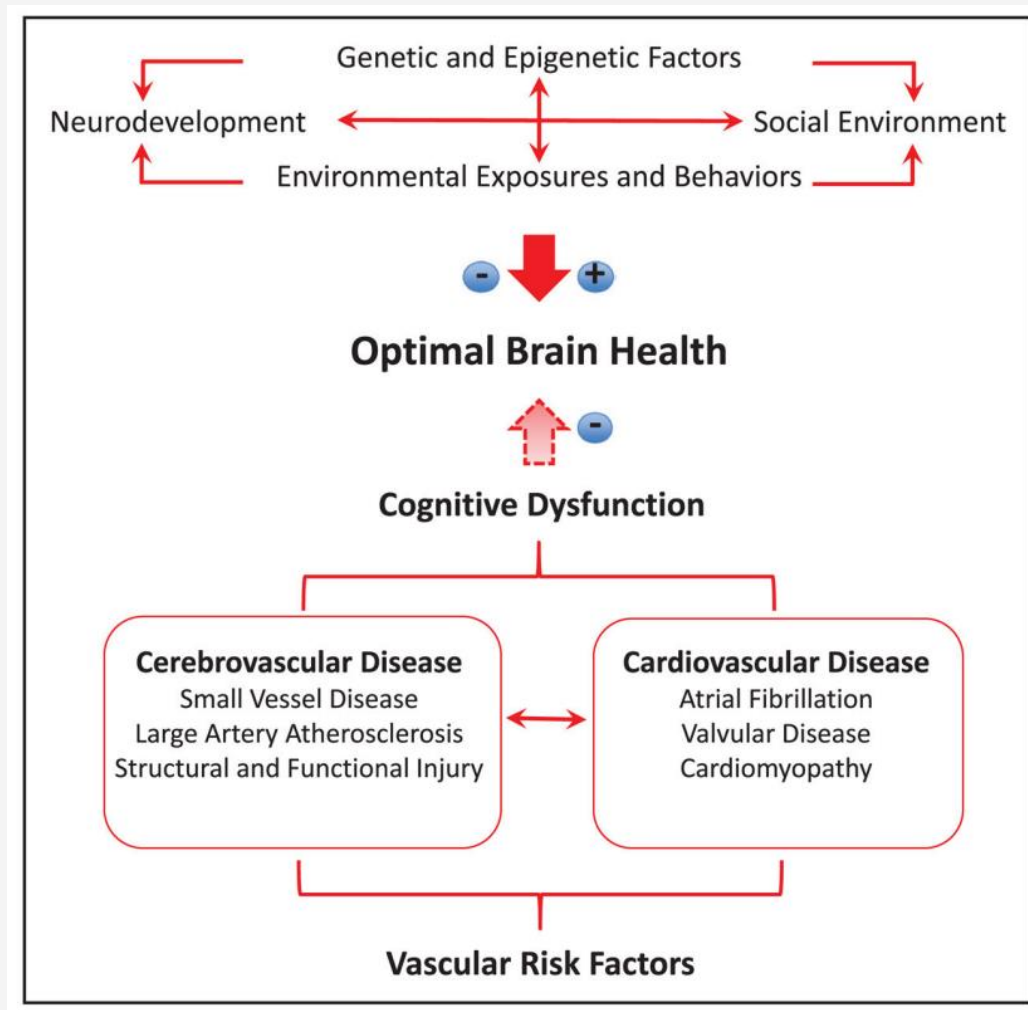 Genetic and Epigenetic Factors
Neurodevelopment
Social Environment
Environmental Exposures and Behaviors
-
+
Optimal Brain Health
-
Cognitive Dysfunction
Cerebrovascular Disease
Small Vessel Disease
Large Artery Atherosclerosis
Structural and Functional Injury
Cardiovascular Disease
Atrial Fibrillation
Valvular Disease
Cardiomyopathy
Vascular Risk Factors